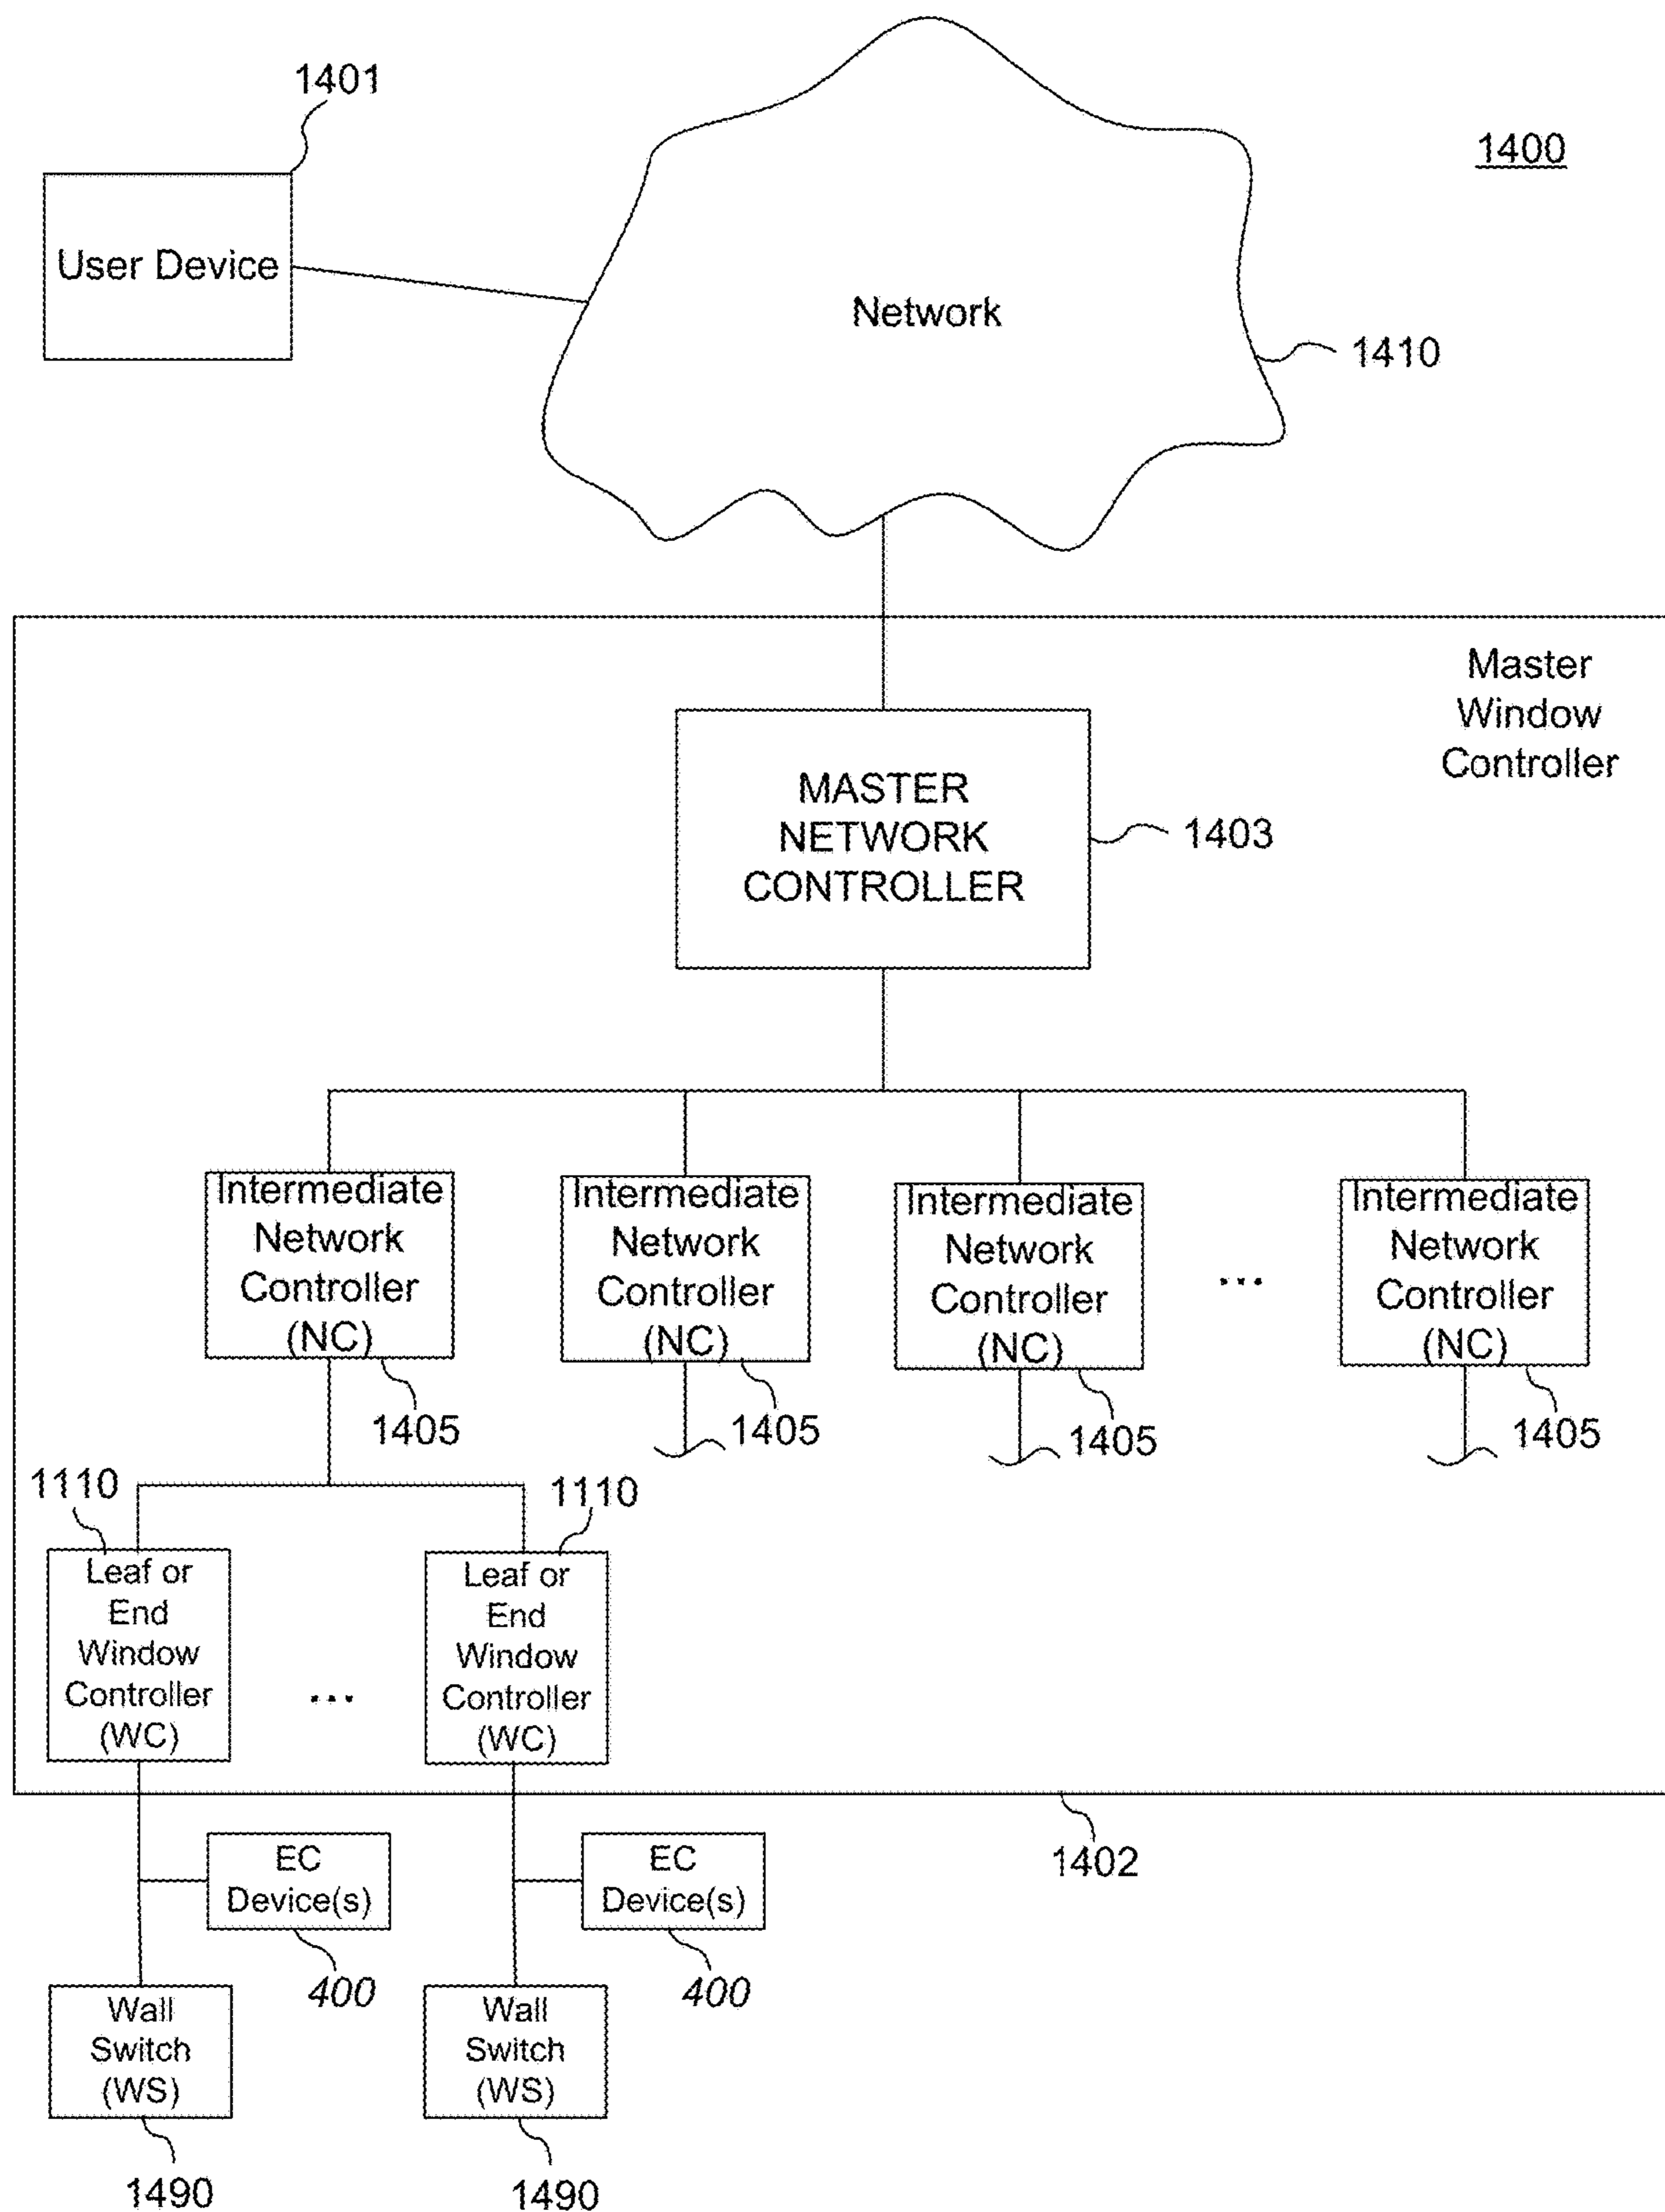 1401
1400
User Device
Network
1410
Master
Window
Controller
MASTER
NETWORK
CONTROLLER
1403
Intermediate
Network
Controller
(NC)
Intermediate
Network
Controller
(NC)
Intermediate
Network
Controller
(NC)
...
Intermediate
Network
Controller
(NC)
1405
1405
1405
1405
1110
1110
Leaf or
End
Window
Controller
(WC)
...
Leaf or
End
Window
Controller
(WC)
1402
EC
Device(s)
EC
Device(s)
400
400
Wall
Switch
(WS)
Wall
Switch
(WS)
1490
1490